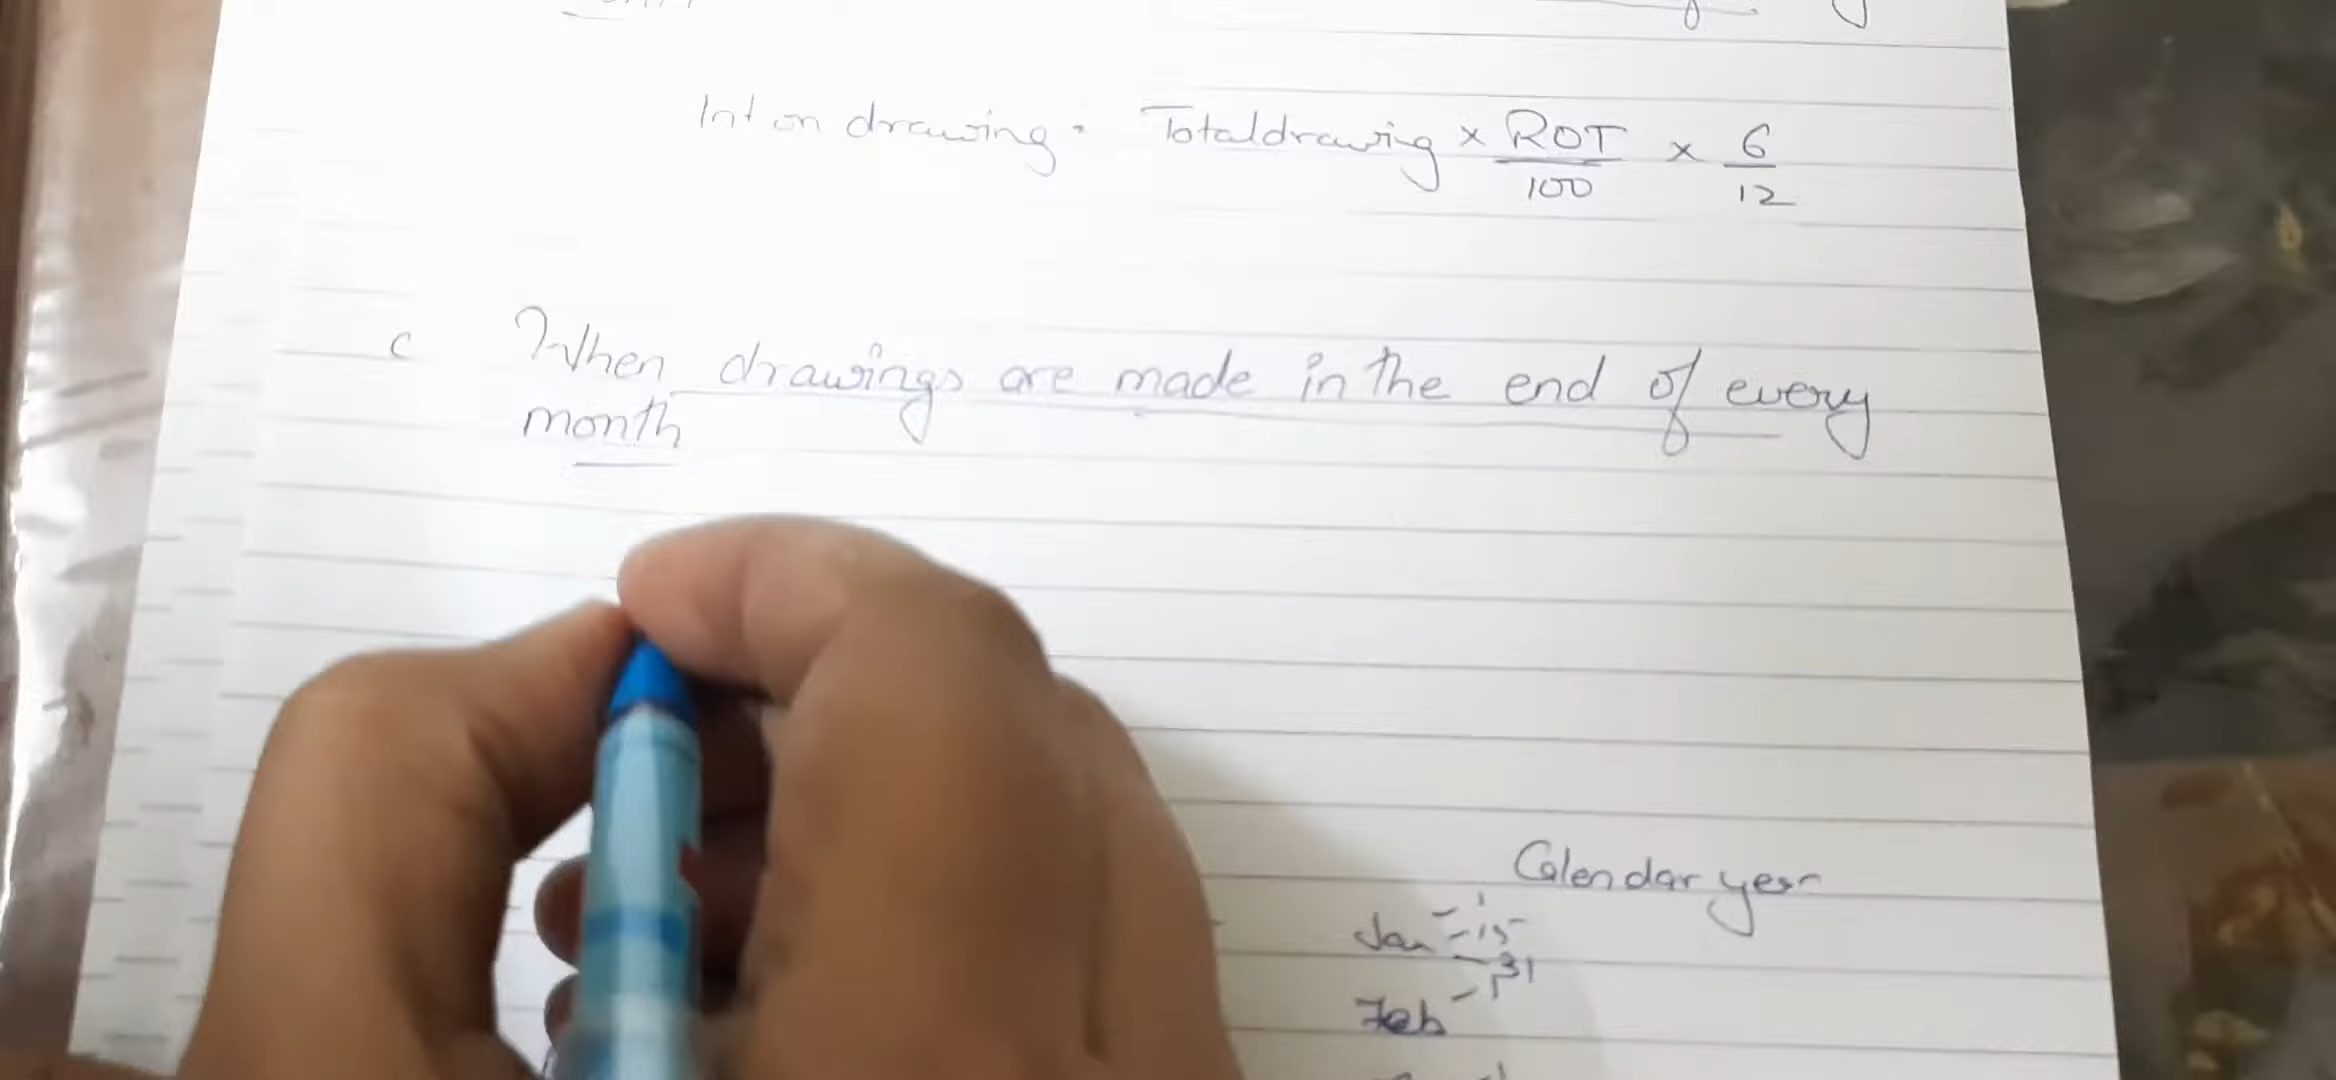 Int on drawing = Totaldrawing x ROT/100 x 6/12
c When drawings are made in the end of every
month
Calendar year
Jan - 1
- 15
- 31
Feb - 1